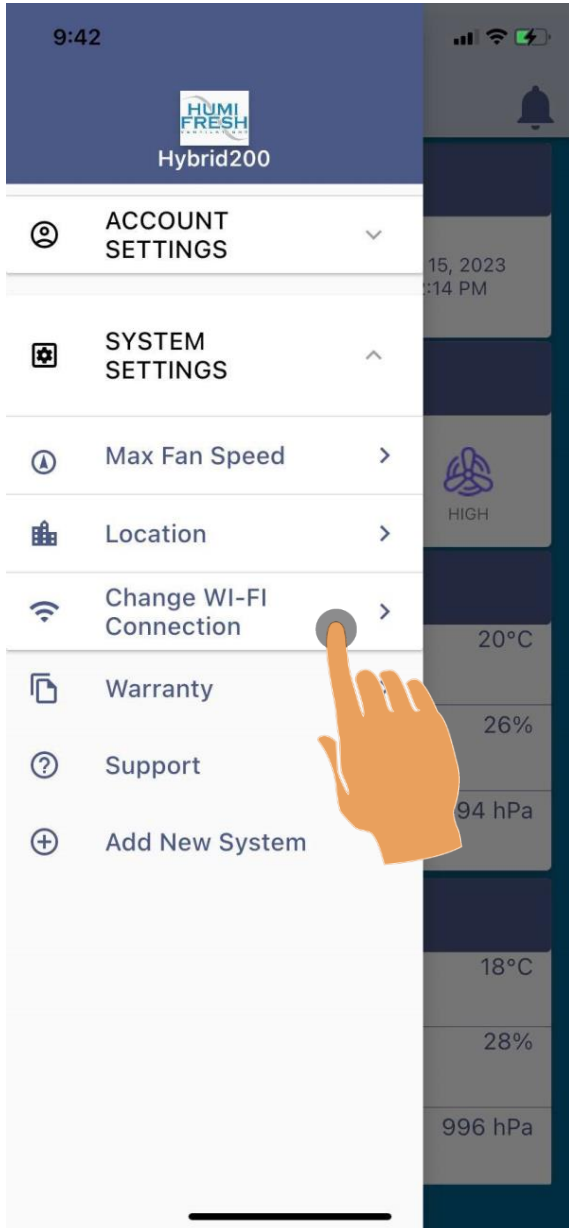 9:42
HUMI
FRESH
Hybrid200
ACCOUNT
SETTINGS
15, 2023
:14 PM
SYSTEM
SETTINGS
Max Fan Speed
HIGH
Location
Change WI-FI
Connection
20°C
Warranty
26%
Support
94 hPa
Add New System
18°C
28%
996 hPa